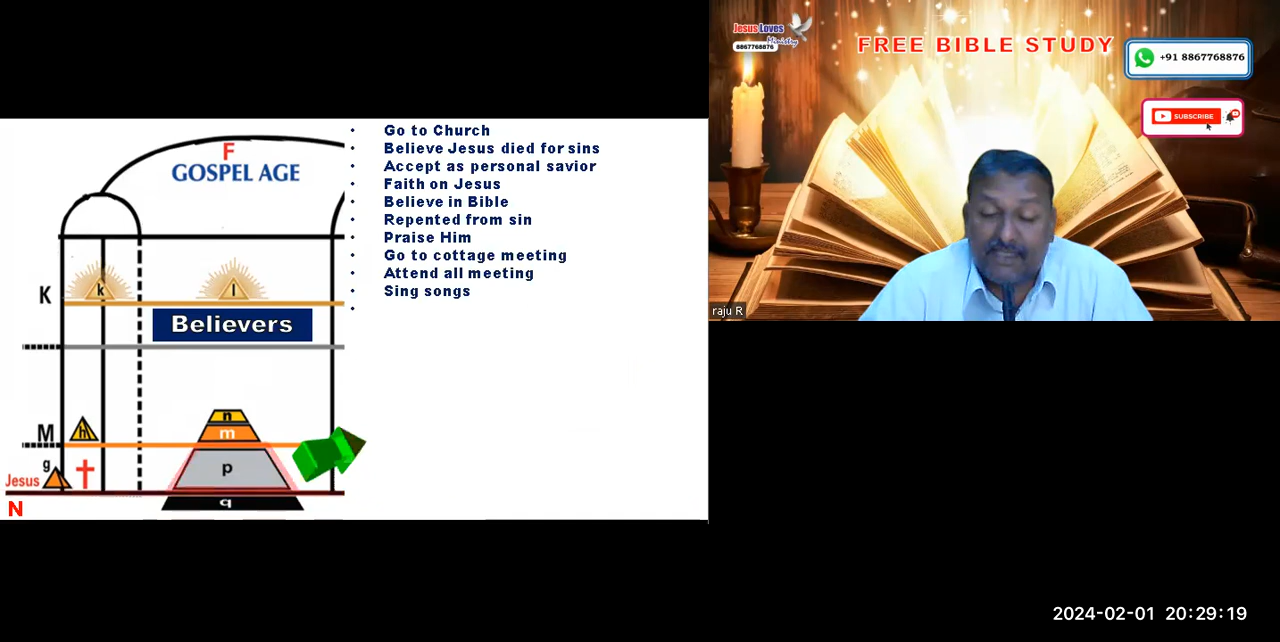 F
GOSPEL AGE
K
k
l
Believers
M
h
n
m
g
p
Jesus
q
N
• Go to Church
• Believe Jesus died for sins
• Accept as personal savior
• Faith on Jesus
• Believe in Bible
• Repented from sin
• Praise Him
• Go to cottage meeting
• Attend all meeting
• Sing songs
•
Jesus Loves
Ministry
8867768876
FREE BIBLE STUDY
+91 8867768876
SUBSCRIBE
raju R
2024-02-01 20:29:19